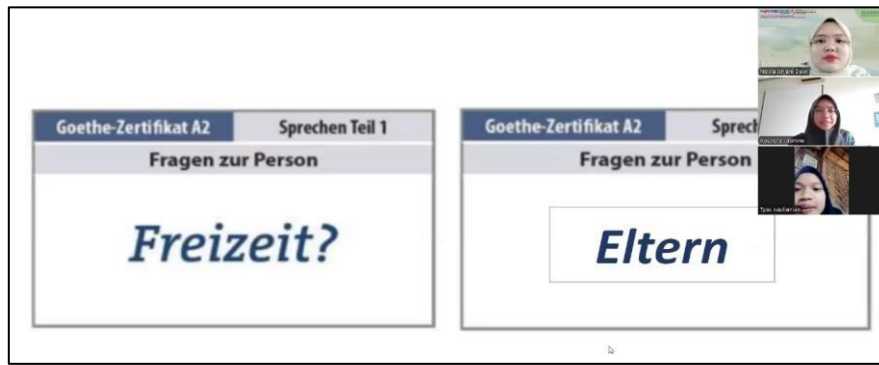 Goethe-Zertifikat A2 Sprechen Teil 1
Fragen zur Person
Freizeit?
Goethe-Zertifikat A2 Sprech
Fragen zur Person
Eltern